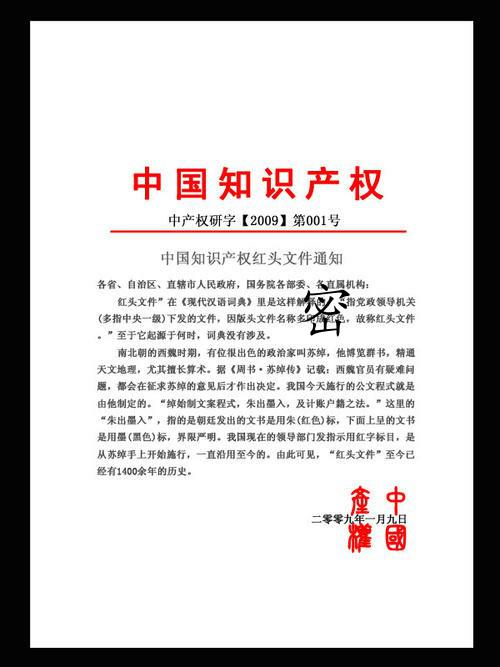 中国知识产权
中产权研字【2009】第001号
中国知识产权红头文件通知
各省、自治区、直辖市人民政府，国务院各部委、各直属机构：
红头文件”在《现代汉语词典》里是这样解释的：“指党政领导机关
(多指中央一级)下发的文件，因版头文件名称多印成红色，故称红头文件
。”至于它起源于何时，词典没有涉及。
密
南北朝的西魏时期，有位很出色的政治家叫苏绰，他博览群书，精通
天文地理，尤其擅长算术。据《周书·苏绰传》记载：西魏官员有疑难问
题，都会在征求苏绰的意见后才作出决定。我国今天施行的公文程式就是
由他制定的。“绰始制文案程式，朱出墨入，及计账户籍之法。”这里的
“朱出墨入”，指的是朝廷发出的文书是用朱(红色)标，下面上呈的文书
是用墨(黑色)标，界限严明。我国现在的领导部门发指示用红字标目，是
从苏绰手上开始施行，一直沿用至今的。由此可见，“红头文件”至今已
经有1400余年的历史。
中國
產權
二零零九年一月九日